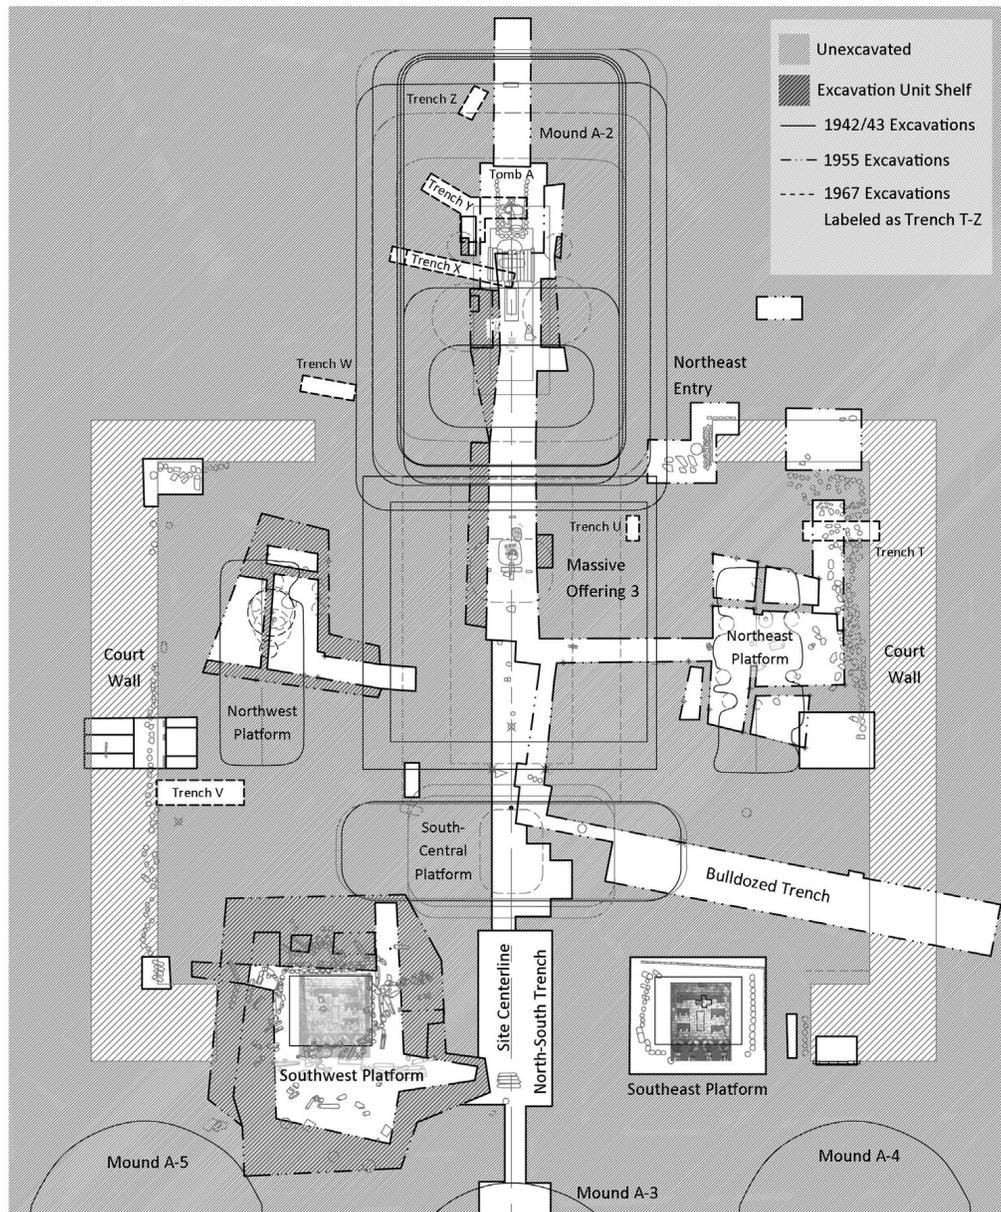 Unexcavated
Excavation Unit Shelf
1942/43 Excavations
1955 Excavations
1967 Excavations
Labeled as Trench T-Z
Trench Z
Mound A-2
Tomb A
Trench Y
Trench X
Trench W
Northeast
Entry
Trench U
Trench T
Massive
Offering 3
Court
Wall
Northwest
Platform
Northeast
Platform
Court
Wall
Trench V
South-
Central
Platform
Bulldozed Trench
Site Centerline
North-South Trench
Southwest Platform
Southeast Platform
Mound A-5
Mound A-3
Mound A-4